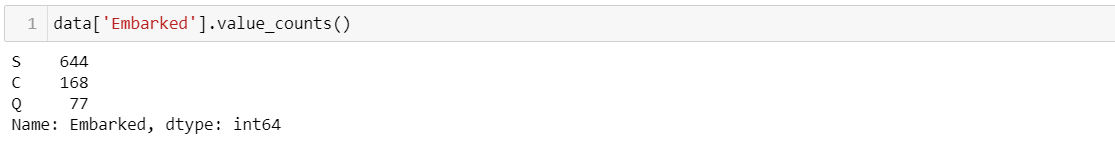 1 data['Embarked'].value_counts()
S 644
C 168
Q 77
Name: Embarked, dtype: int64